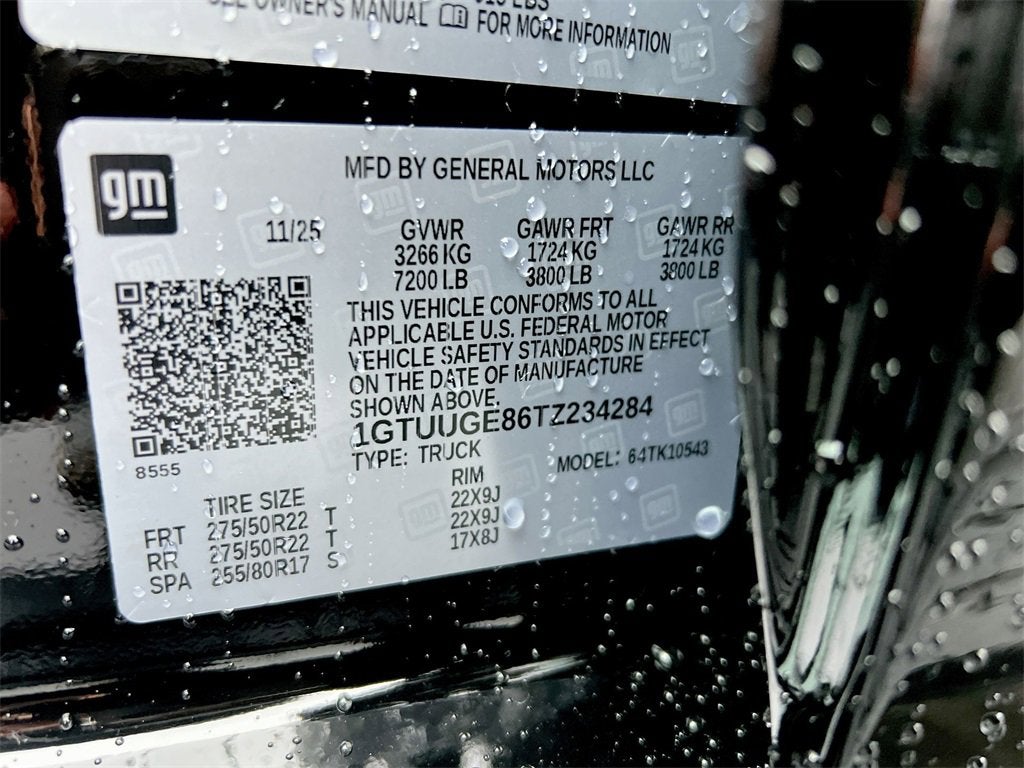 SEE OWNER'S MANUAL FOR MORE INFORMATION
gm
MFD BY GENERAL MOTORS LLC
11/25 GVWR GAWR FRT GAWR RR
3266 KG 1724 KG 1724 KG
7200 LB 3800 LB 3800 LB
THIS VEHICLE CONFORMS TO ALL
APPLICABLE U.S. FEDERAL MOTOR
VEHICLE SAFETY STANDARDS IN EFFECT
ON THE DATE OF MANUFACTURE
SHOWN ABOVE.
1GTUUGE86TZ234284
8555
TYPE: TRUCK MODEL: 64TK10543
TIRE SIZE RIM
FRT 275/50R22 T 22X9J
RR 275/50R22 T 22X9J
SPA 255/80R17 S 17X8J